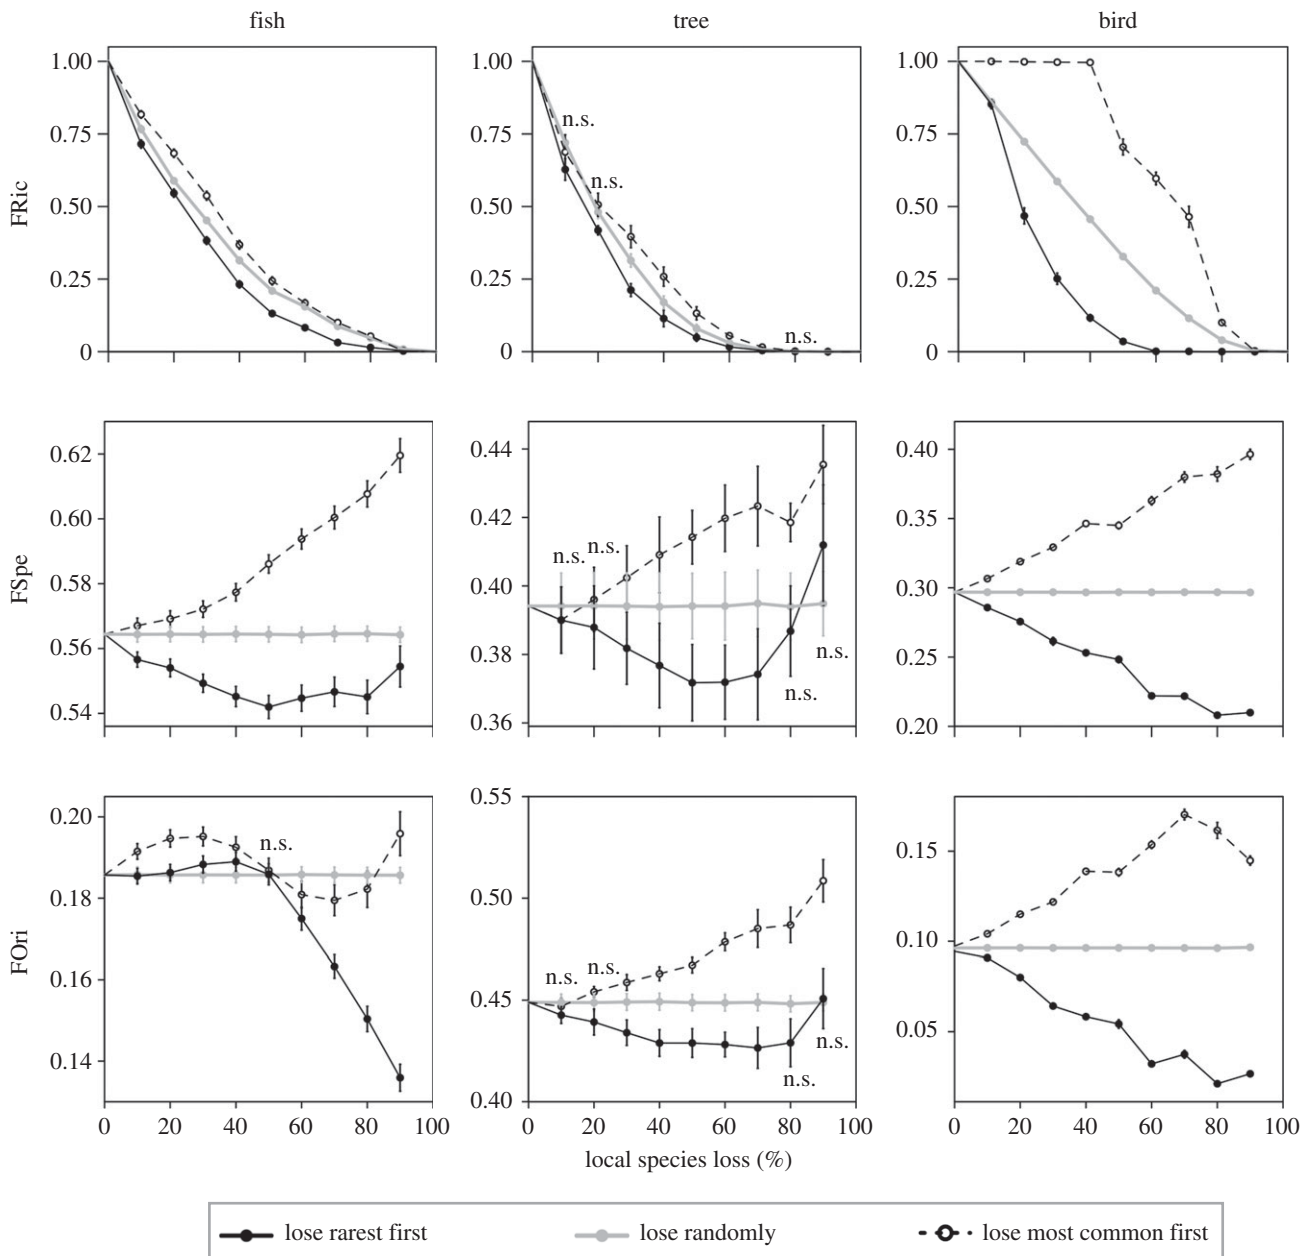 fish tree bird
1.00 1.00 1.00
n.s.
0.75 0.75 0.75
n.s.
FRic 0.50 0.50 0.50
0.25 0.25 0.25
n.s.
0 0 0
0.62 0.44 0.40
0.60 0.42 0.35
n.s. n.s.
FSpe 0.58 0.40 0.30
0.56 0.38 0.25
n.s.
n.s.
0.54 0.36 0.20
0.20 0.55
n.s. 0.15
0.18 0.50
FOri n.s. n.s. 0.10
0.16 0.45
n.s. 0.05
n.s.
0.14 0.40
0 20 40 60 80 100 0 20 40 60 80 100 0 20 40 60 80 100
local species loss (%)
lose rarest first lose randomly lose most common first